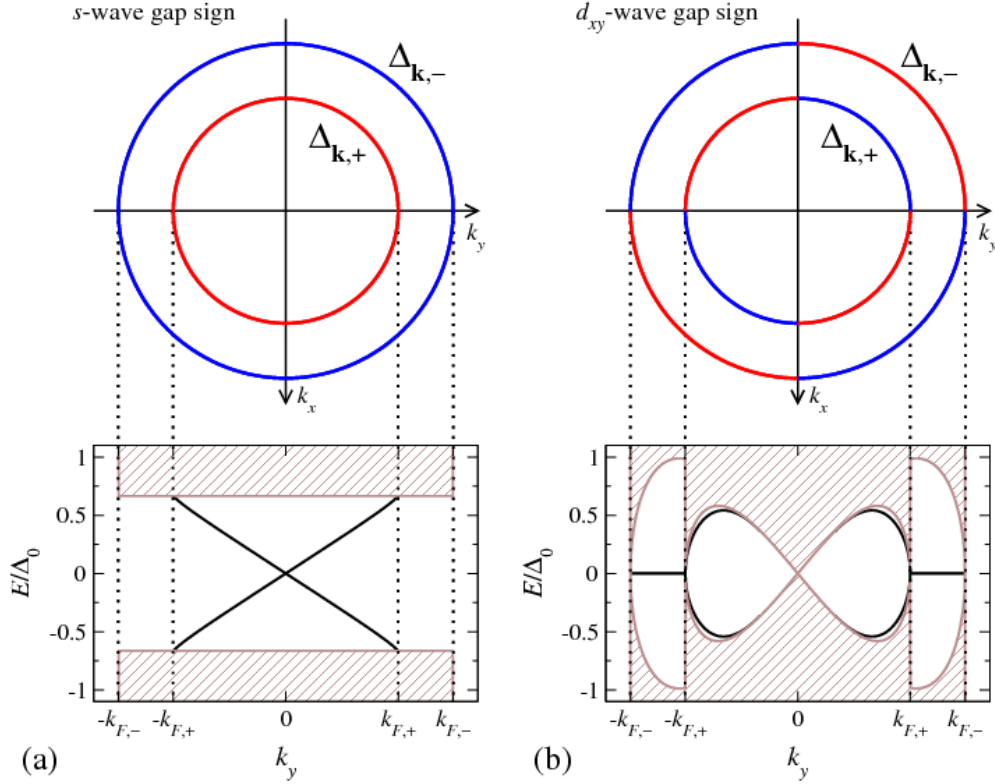 s-wave gap sign
Δk,−
Δk,+
ky
kx
E/Δ0
1
0.5
0
-0.5
-1
-kF,− -kF,+ 0 kF,+ kF,−
(a)
ky
dxy-wave gap sign
Δk,−
Δk,+
ky
kx
E/Δ0
1
0.5
0
-0.5
-1
-kF,− -kF,+ 0 kF,+ kF,−
(b)
ky